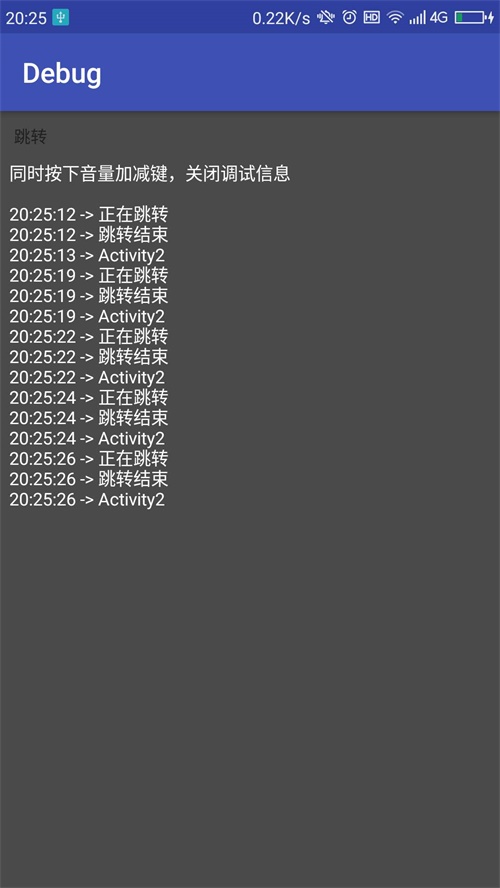 20:25 0.22K/s HD 4G
Debug
跳转
同时按下音量加减键，关闭调试信息
20:25:12 -> 正在跳转
20:25:12 -> 跳转结束
20:25:13 -> Activity2
20:25:19 -> 正在跳转
20:25:19 -> 跳转结束
20:25:19 -> Activity2
20:25:22 -> 正在跳转
20:25:22 -> 跳转结束
20:25:22 -> Activity2
20:25:24 -> 正在跳转
20:25:24 -> 跳转结束
20:25:24 -> Activity2
20:25:26 -> 正在跳转
20:25:26 -> 跳转结束
20:25:26 -> Activity2